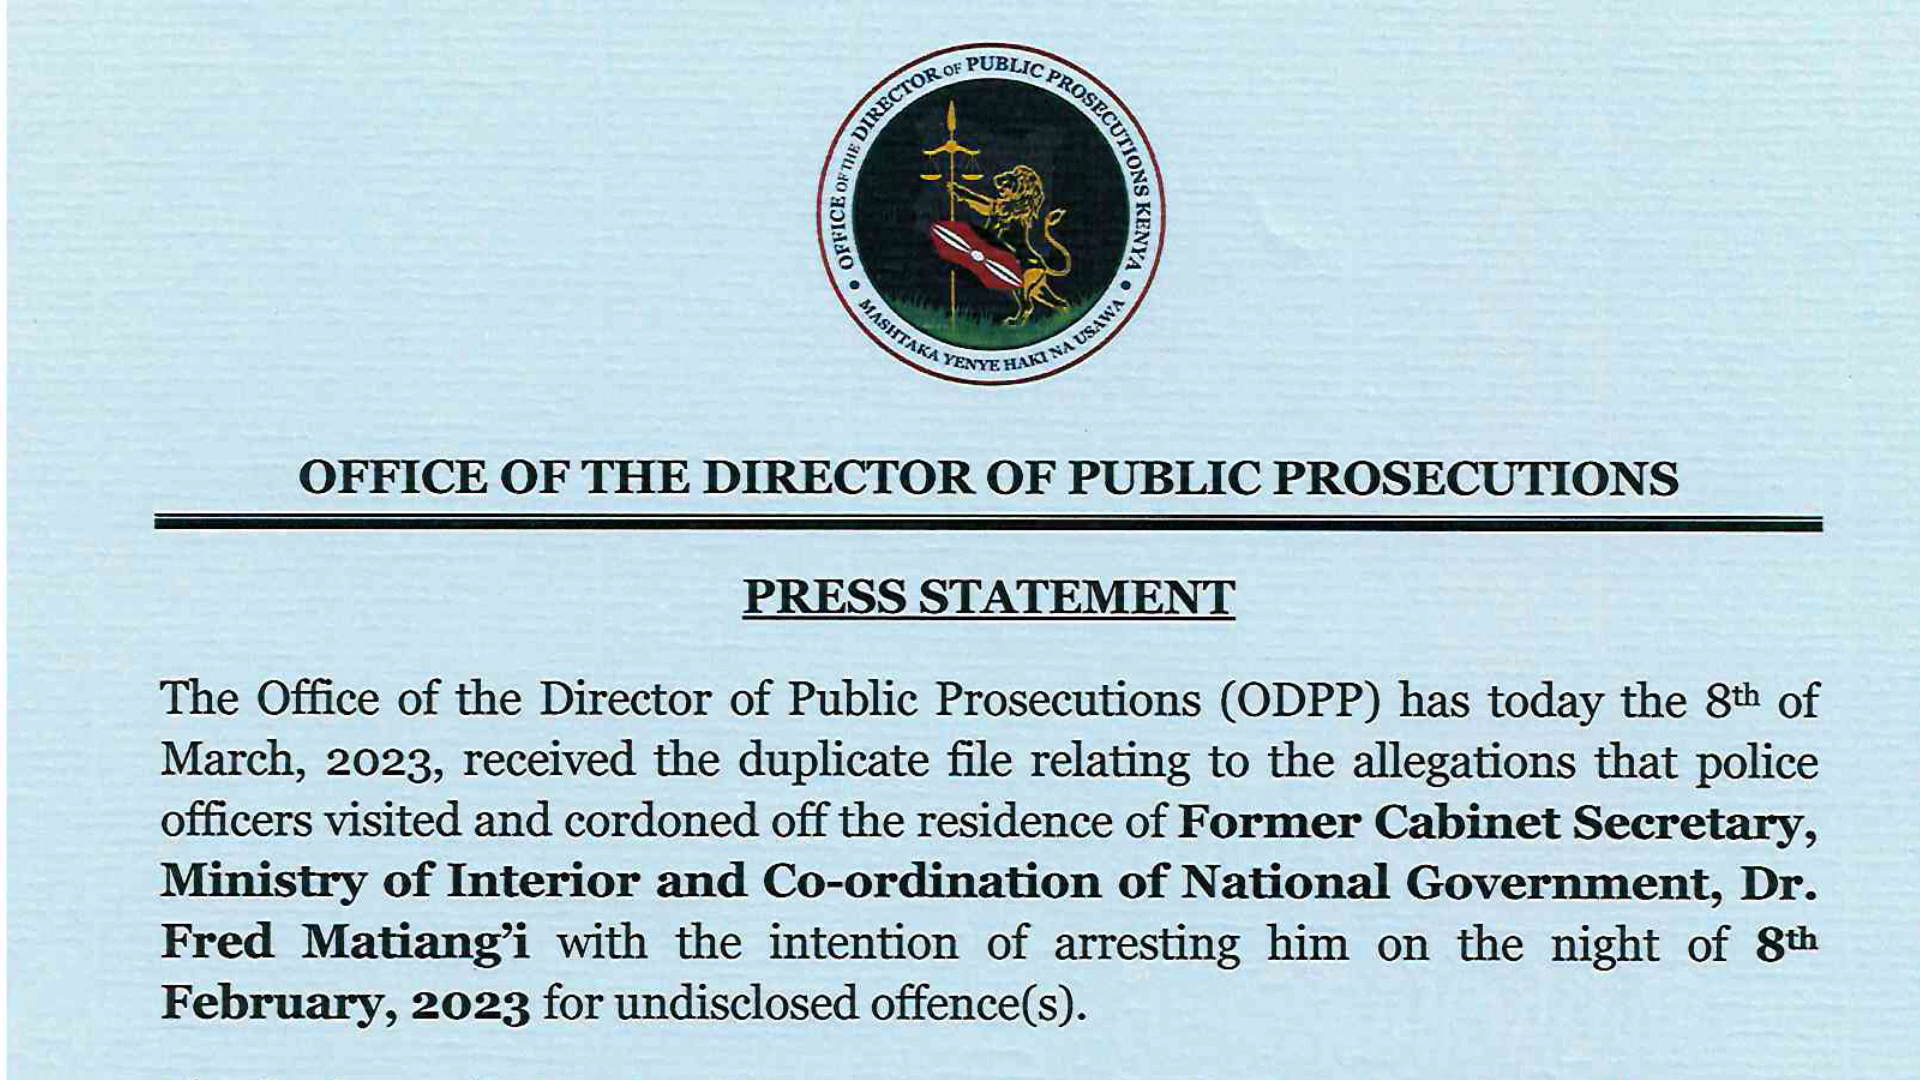 OFFICE OF THE DIRECTOR OF PUBLIC PROSECUTIONS KENYA
MASHTAKA YENYE HAKI NA USAWA
OFFICE OF THE DIRECTOR OF PUBLIC PROSECUTIONS
PRESS STATEMENT
The Office of the Director of Public Prosecutions (ODPP) has today the 8th of
March, 2023, received the duplicate file relating to the allegations that police
officers visited and cordoned off the residence of Former Cabinet Secretary,
Ministry of Interior and Co-ordination of National Government, Dr.
Fred Matiang’i with the intention of arresting him on the night of 8th
February, 2023 for undisclosed offence(s).